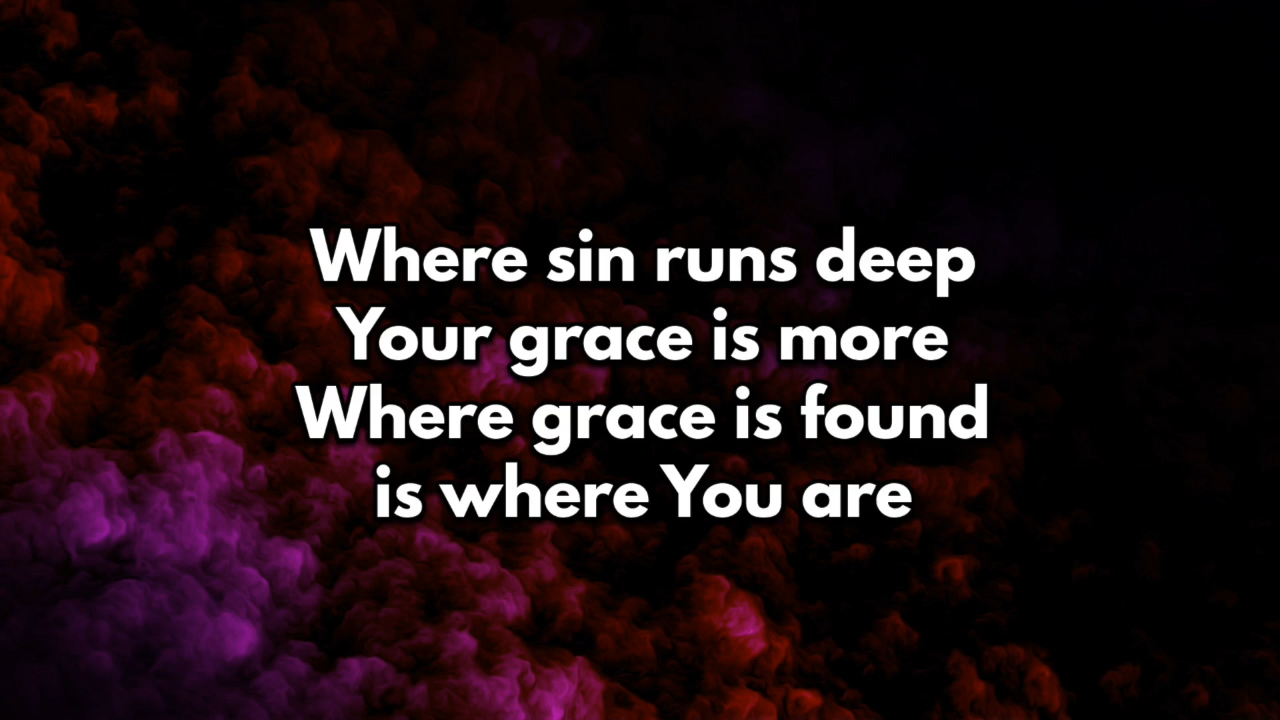 Where sin runs deep
Your grace is more
Where grace is found
is where You are